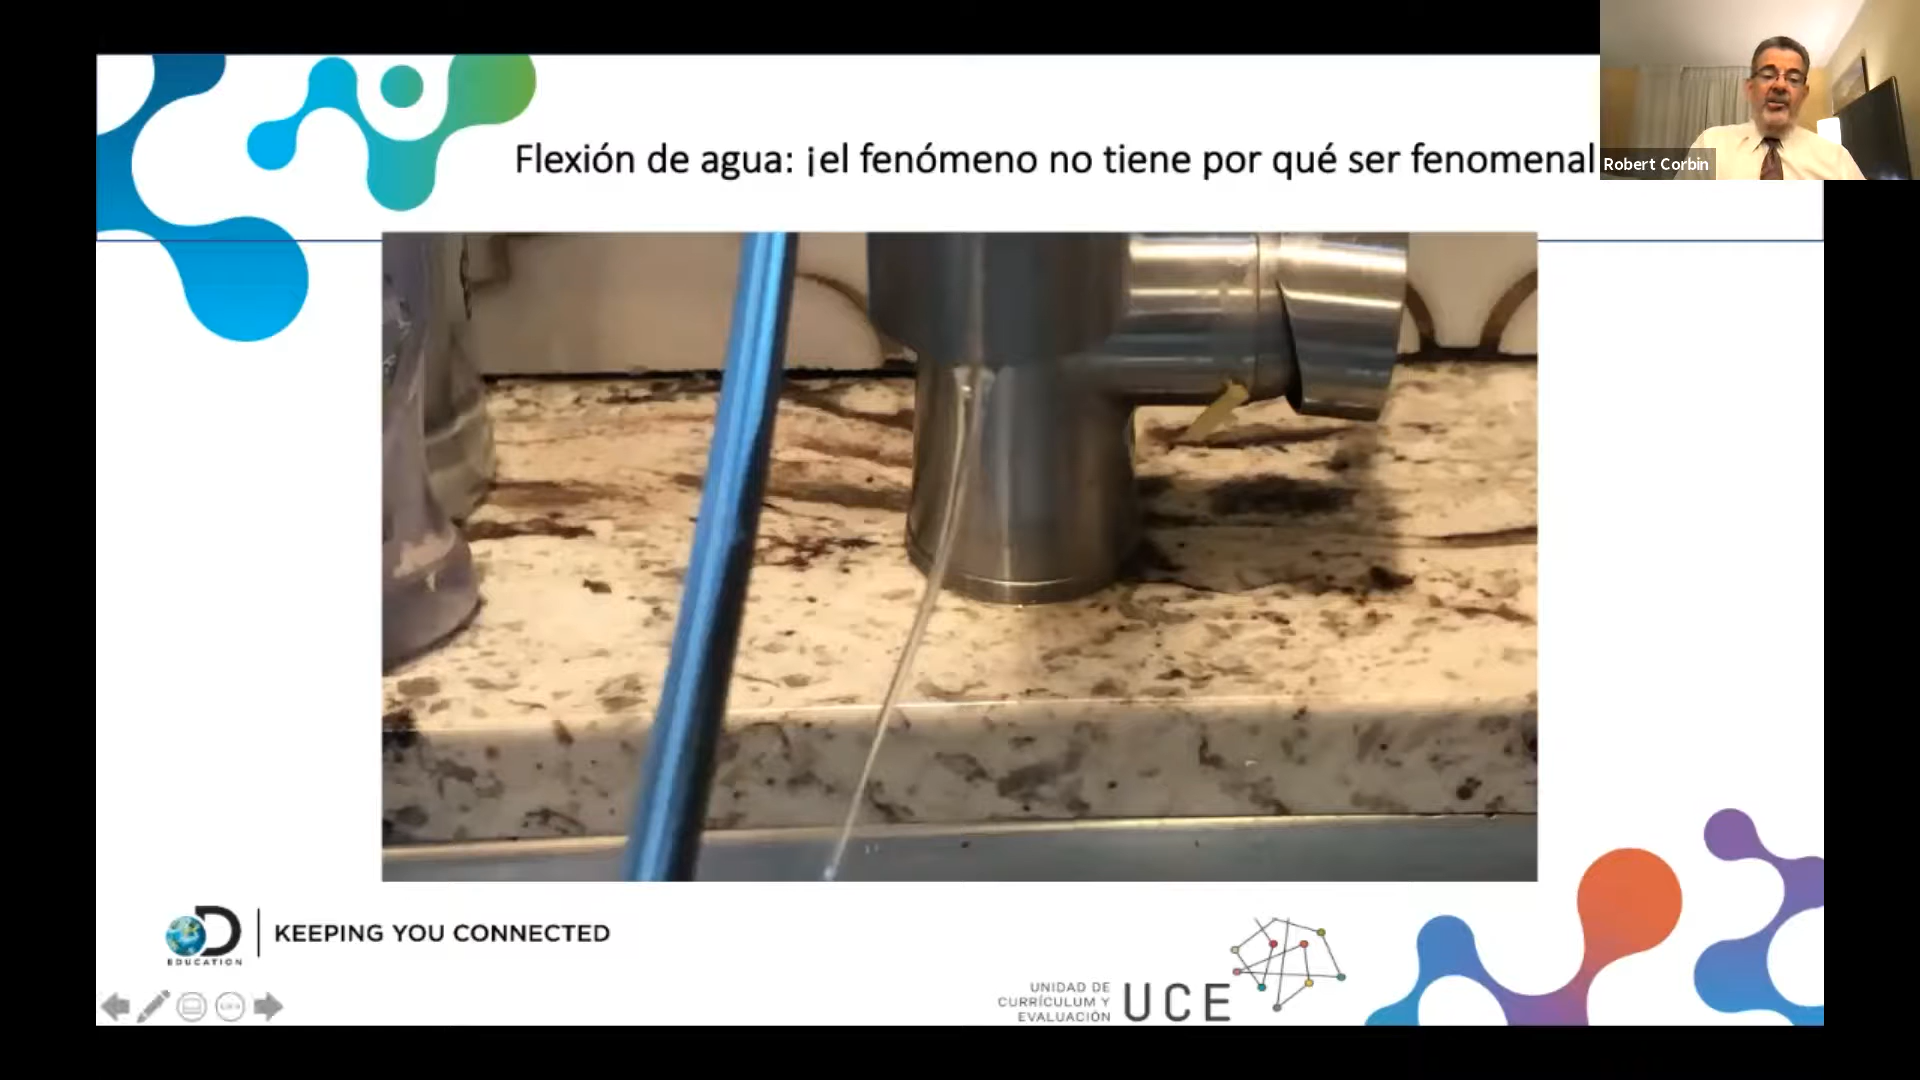 Flexión de agua: ¡el fenómeno no tiene por qué ser fenomenal
Robert Corbin
EDUCATION
KEEPING YOU CONNECTED
UNIDAD DE
CURRÍCULUM Y
EVALUACIÓN
UCE